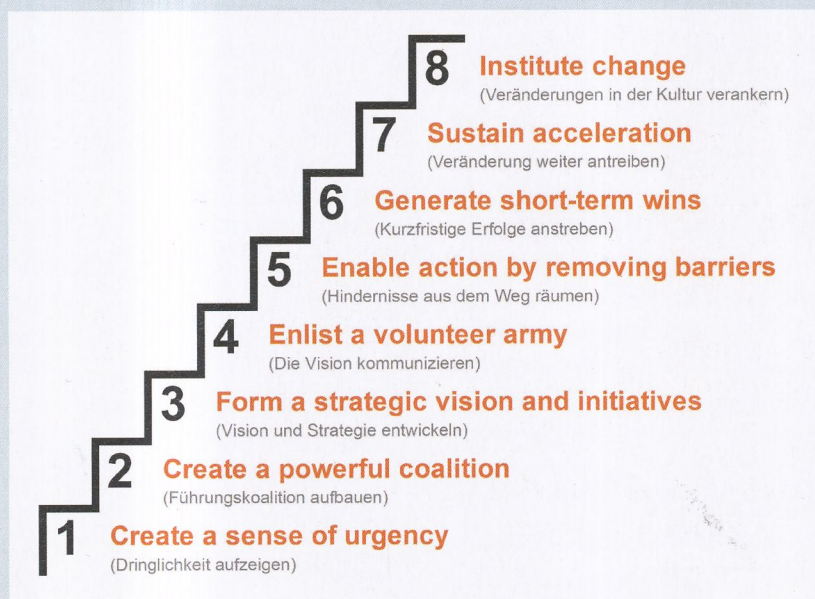 8 Institute change
(Veränderungen in der Kultur verankern)
7 Sustain acceleration
(Veränderung weiter antreiben)
6 Generate short-term wins
(Kurzfristige Erfolge anstreben)
5 Enable action by removing barriers
(Hindernisse aus dem Weg räumen)
4 Enlist a volunteer army
(Die Vision kommunizieren)
3 Form a strategic vision and initiatives
(Vision und Strategie entwickeln)
2 Create a powerful coalition
(Führungskoalition aufbauen)
1 Create a sense of urgency
(Dringlichkeit aufzeigen)